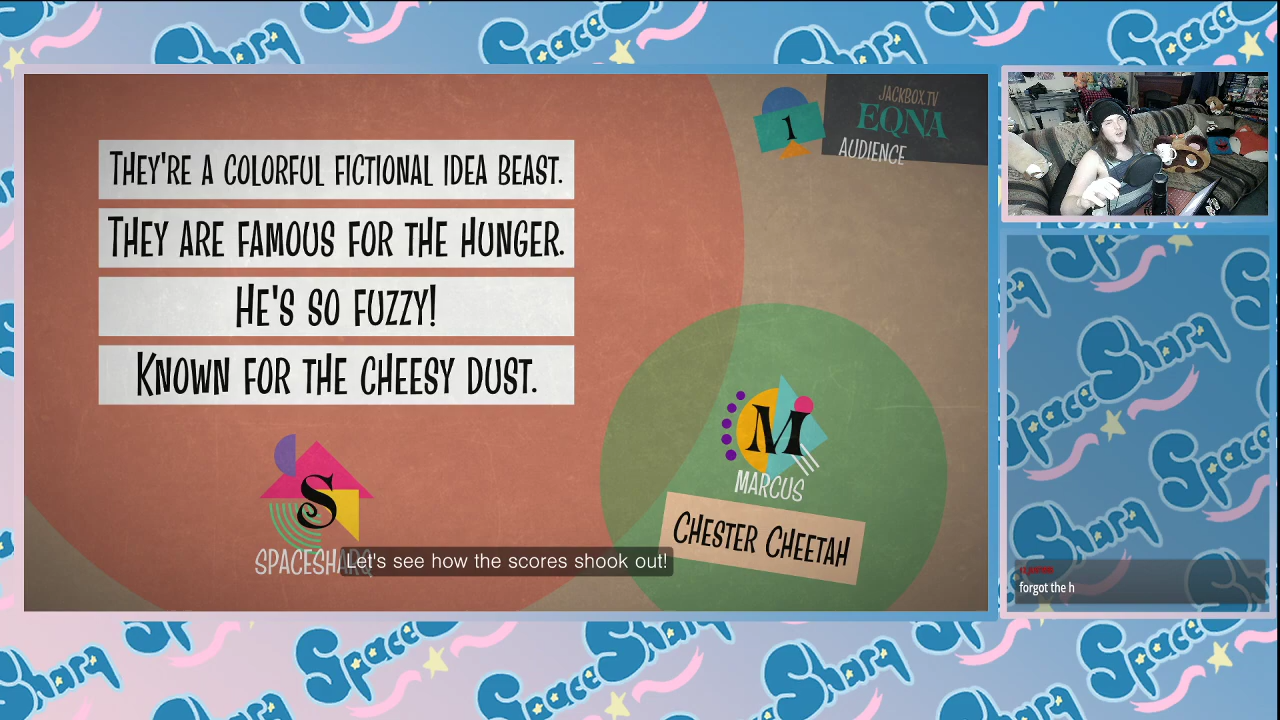 THEY'RE A COLORFUL FICTIONAL IDEA BEAST.
THEY ARE FAMOUS FOR THE HUNGER.
HE'S SO FUZZY!
KNOWN FOR THE CHEESY DUST.
1
JACKBOX.TV
EQNA
AUDIENCE
S
M
MARCUS
CHESTER CHEETAH
Let's see how the scores shook out!
forgot the h
SpaceSharq